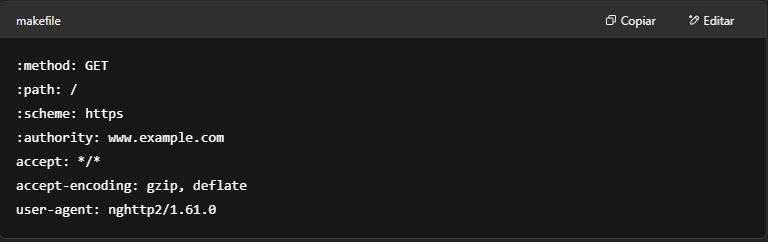 makefile
Copiar
Editar
:method: GET
:path: /
:scheme: https
:authority: www.example.com
accept: */*
accept-encoding: gzip, deflate
user-agent: nghttp2/1.61.0